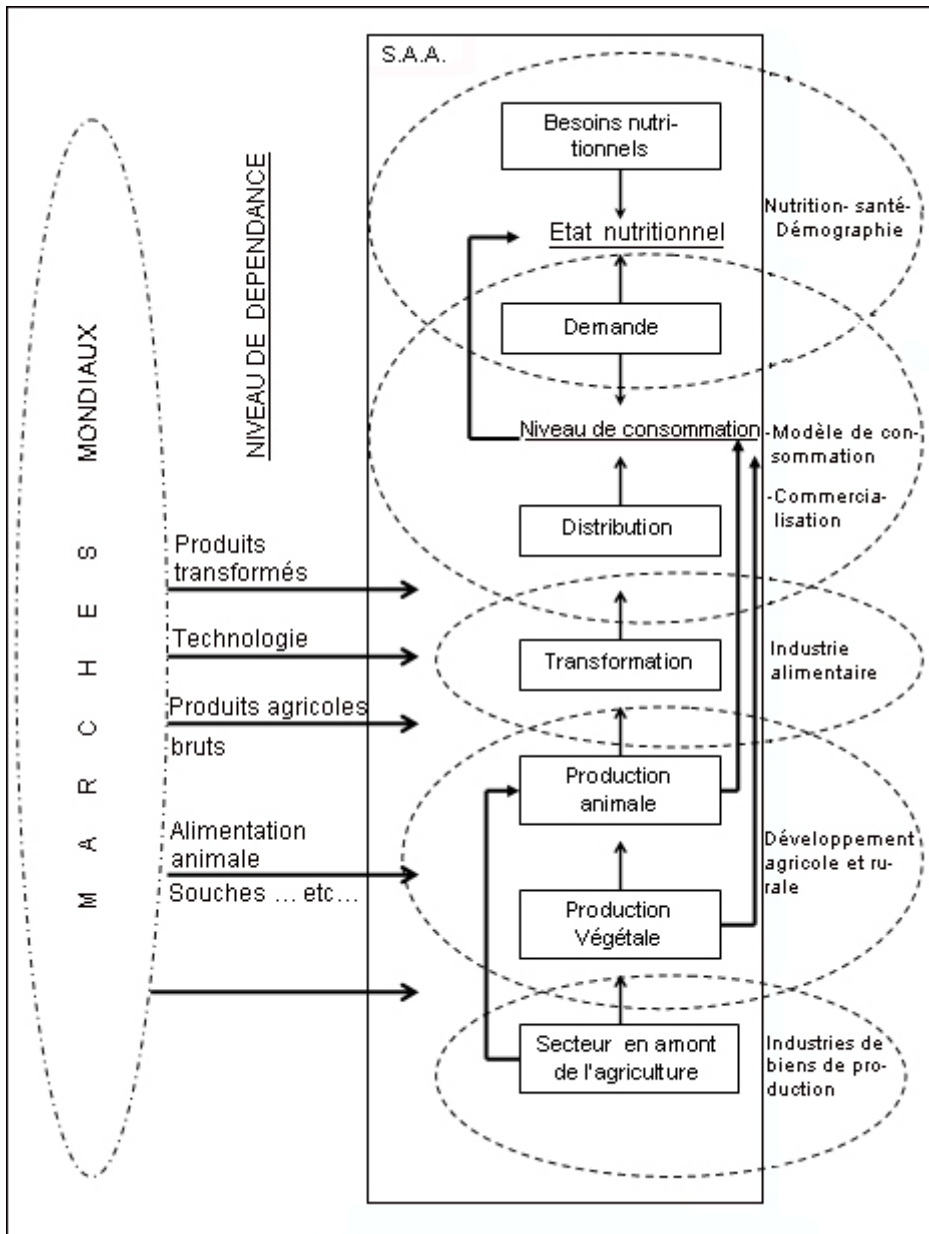 S.A.A.
Besoins nutri-
tionnels
Nutrition- santé-
Démographie
Etat nutritionnel
Demande
Niveau de consommation
-Modèle de con-
sommation
-Commercia-
lisation
Distribution
Transformation
Industrie
alimentaire
Production
animale
Développement
agricole et ru-
rale
Production
Végétale
Secteur en amont
de l'agriculture
Industries de
biens de pro-
duction
NIVEAU DE DEPENDANCE
MARCHES MONDIAUX
Produits
transformés
Technologie
Produits agricoles
bruts
Alimentation
animale
Souches ... etc...